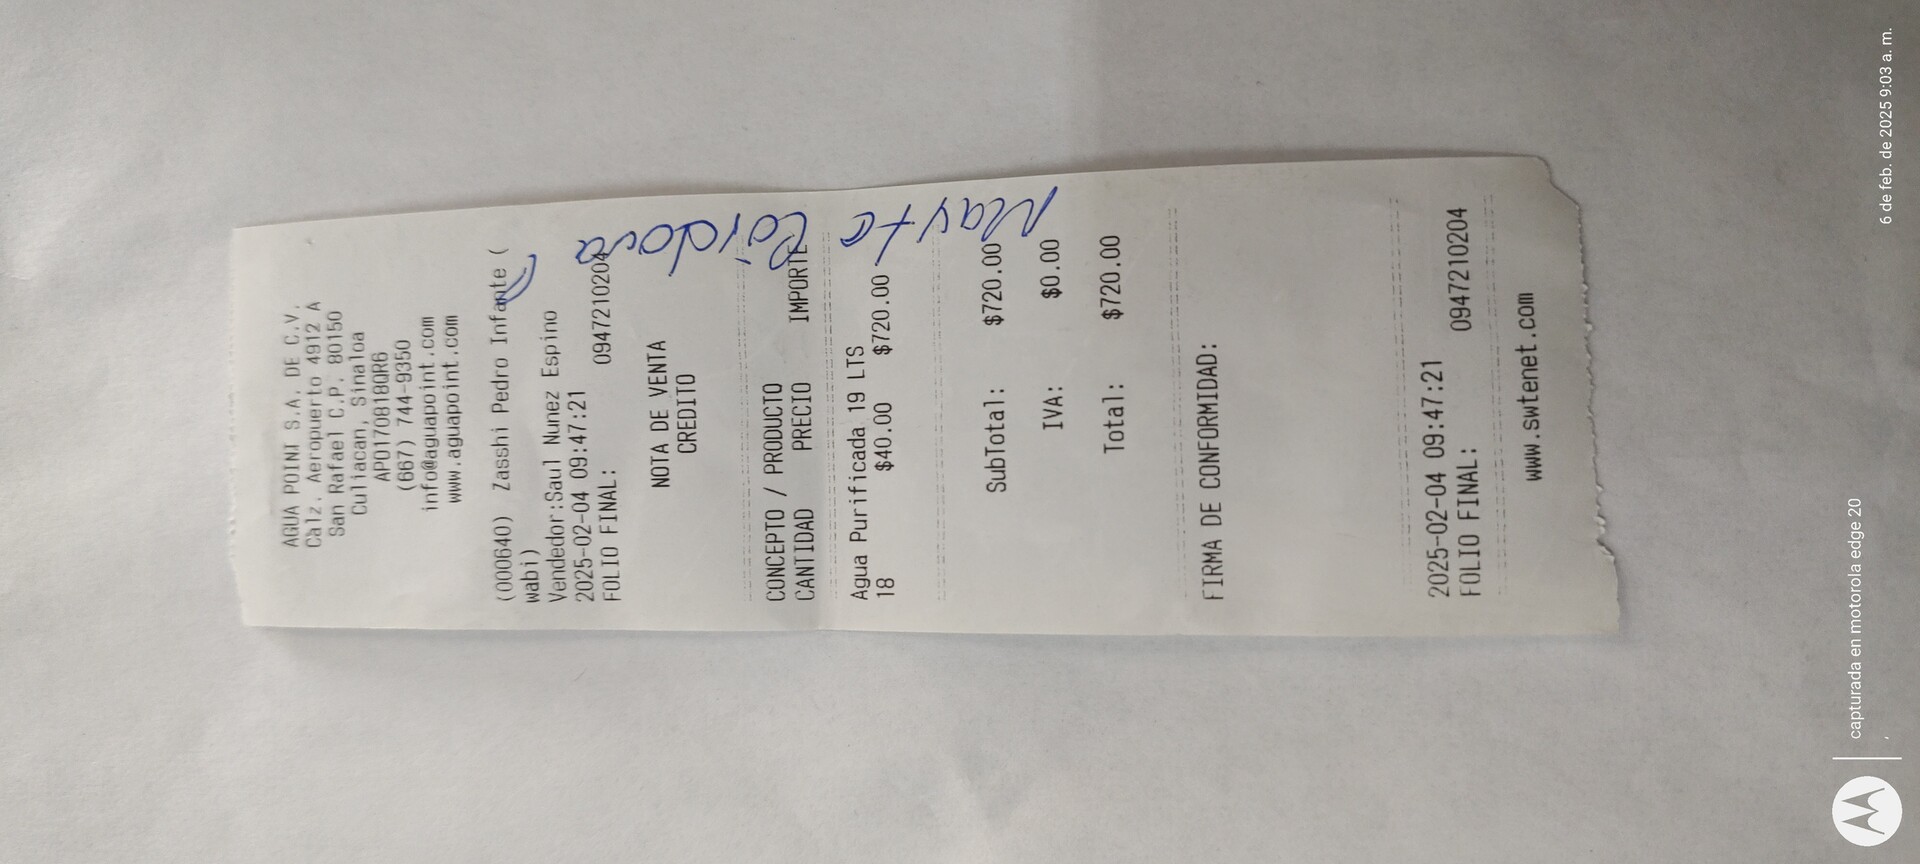 AGUA POINT S.A. DE C.V.
Calz. Aeropuerto 4912 A
San Rafael C.P. 80150
Culiacan, Sinaloa
APO170818QR6
(667) 744-9350
info@aguapoint.com
www.aguapoint.com
(000640) Zasshi Pedro Infante (
wabi)
Vendedor:Saul Nunez Espino
2025-02-04 09:47:21
FOLIO FINAL: 0947210204
NOTA DE VENTA
CREDITO
CONCEPTO / PRODUCTO
CANTIDAD PRECIO IMPORTE
Agua Purificada 19 LTS
18 $40.00 $720.00
SubTotal: $720.00
IVA: $0.00
Total: $720.00
Córdova
FIRMA DE CONFORMIDAD:
2025-02-04 09:47:21
FOLIO FINAL: 0947210204
www.swtenet.com
capturada en motorola edge 20
6 de feb. de 2025 9:03 a. m.